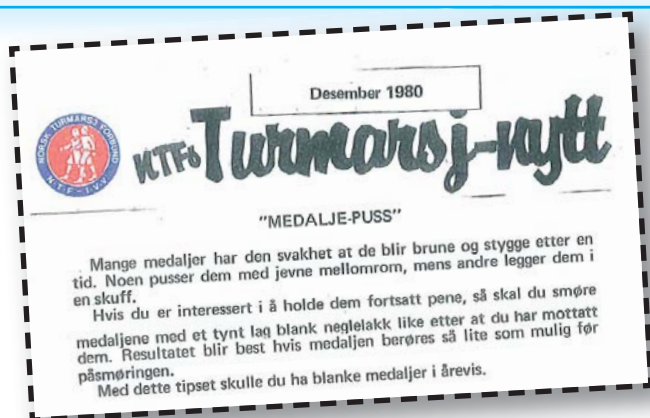 Desember 1980
NORSK TURMARSJ FORBUND
N·T·F - I·V·V
NTFs Turmarsj-nytt
"MEDALJE-PUSS"
Mange medaljer har den svakhet at de blir brune og stygge etter en
tid. Noen pusser dem med jevne mellomrom, mens andre legger dem i
en skuff.
Hvis du er interessert i å holde dem fortsatt pene, så skal du smøre
medaljene med et tynt lag blank neglelakk like etter at du har mottatt
dem. Resultatet blir best hvis medaljen berøres så lite som mulig før
påsmøringen.
Med dette tipset skulle du ha blanke medaljer i årevis.